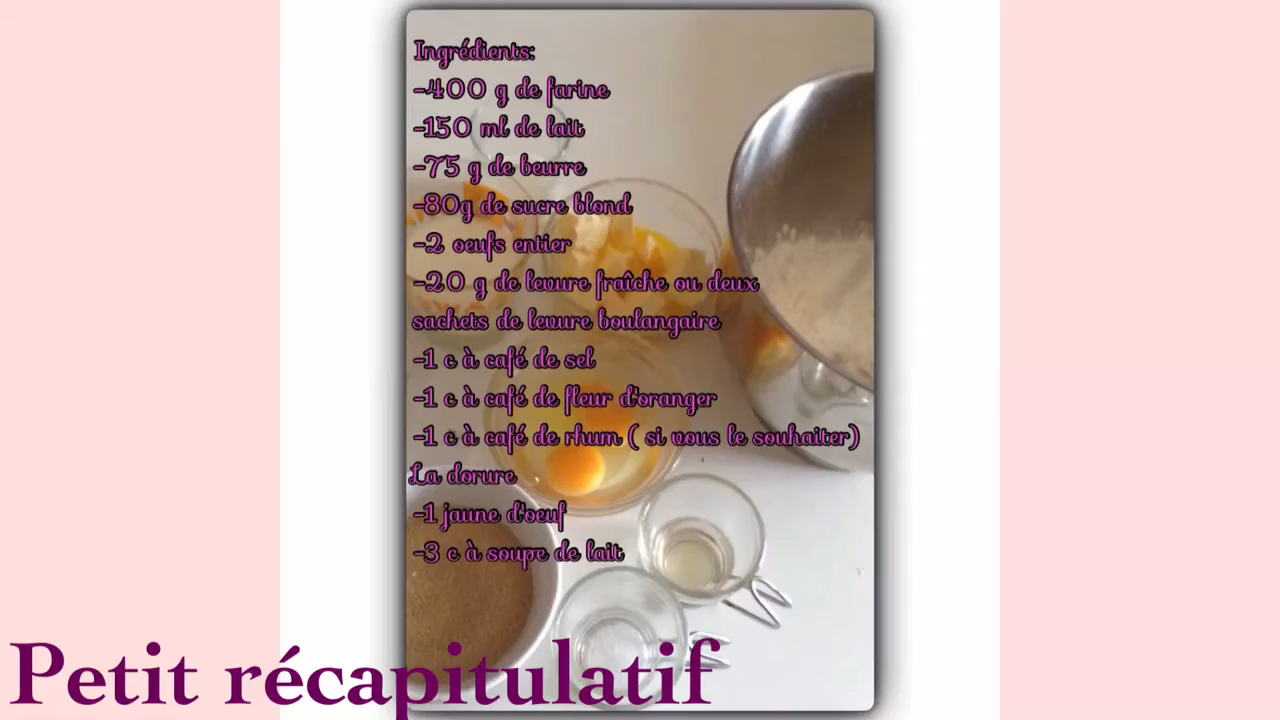 Ingrédients:
-400 g de farine
-150 ml de lait
-75 g de beurre
-80g de sucre blond
-2 oeufs entier
-20 g de levure fraîche ou deux
sachets de levure boulangaire
-1 c à café de sel
-1 c à café de fleur d'oranger
-1 c à café de rhum ( si vous le souhaiter)
La dorure
-1 jaune d'oeuf
-3 c à soupe de lait
Petit récapitulatif